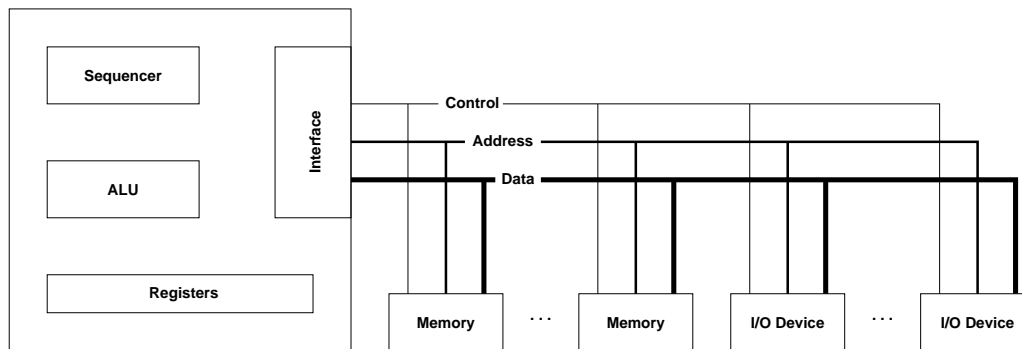 Sequencer
Interface
Control
Address
Data
ALU
Registers
Memory
. . .
Memory
I/O Device
. . .
I/O Device